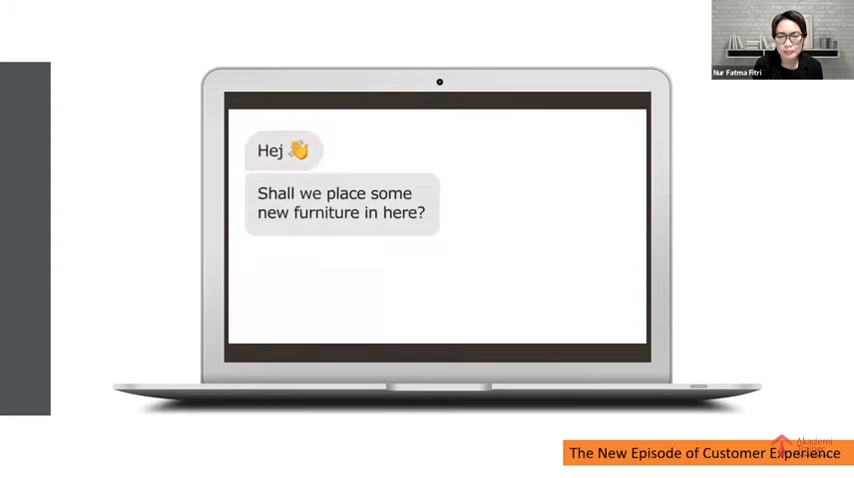 Nur Fatma Fitri
Hej 👋
Shall we place some
new furniture in here?
Akademi
The New Episode of Customer Experience